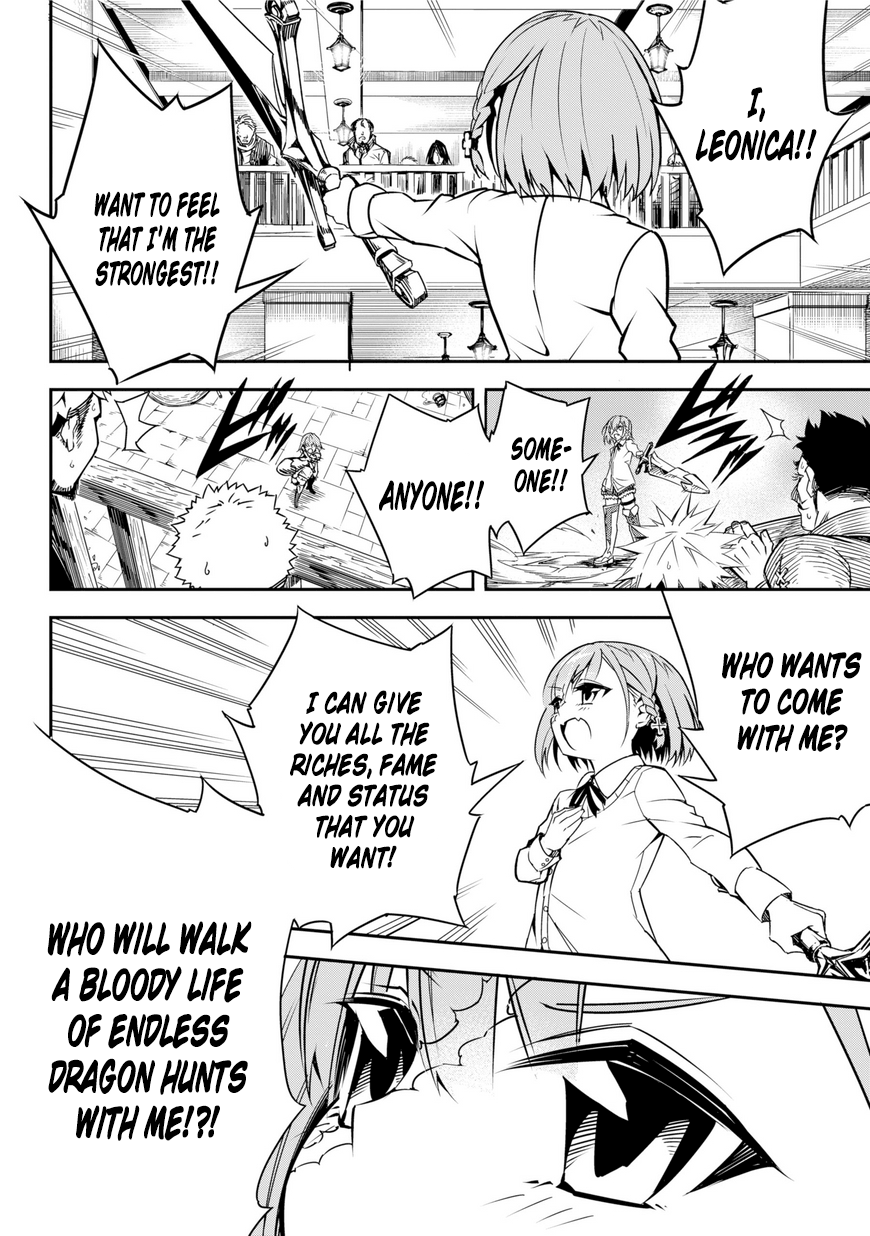 I,
LEONICA!!
WANT TO FEEL
THAT I'M THE
STRONGEST!!
SOME-
ONE!!
ANYONE!!
WHO WANTS
TO COME
WITH ME?
I CAN GIVE
YOU ALL THE
RICHES, FAME
AND STATUS
THAT YOU
WANT!
WHO WILL WALK
A BLOODY LIFE
OF ENDLESS
DRAGON HUNTS
WITH ME!?!